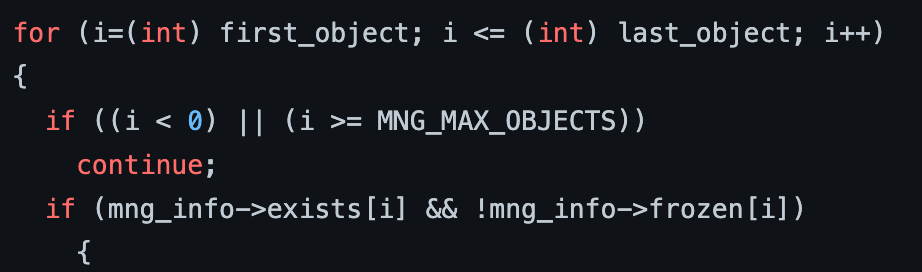 for (i=(int) first_object; i <= (int) last_object; i++)
{
if ((i < 0) || (i >= MNG_MAX_OBJECTS))
continue;
if (mng_info->exists[i] && !mng_info->frozen[i])
{